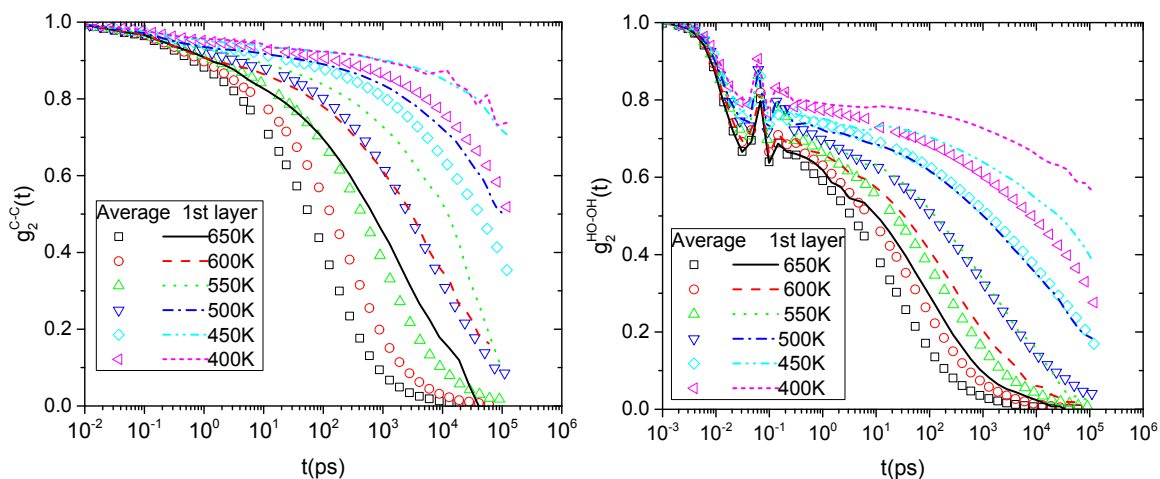 g₂^C-C(t)
1.0
0.8
0.6
0.4
0.2
0.0
Average 1st layer
650K
600K
550K
500K
450K
400K
10⁻² 10⁻¹ 10⁰ 10¹ 10² 10³ 10⁴ 10⁵ 10⁶
t(ps)
g₂^HO-OH(t)
1.0
0.8
0.6
0.4
0.2
0.0
Average 1st layer
650K
600K
550K
500K
450K
400K
10⁻³ 10⁻² 10⁻¹ 10⁰ 10¹ 10² 10³ 10⁴ 10⁵ 10⁶
t(ps)